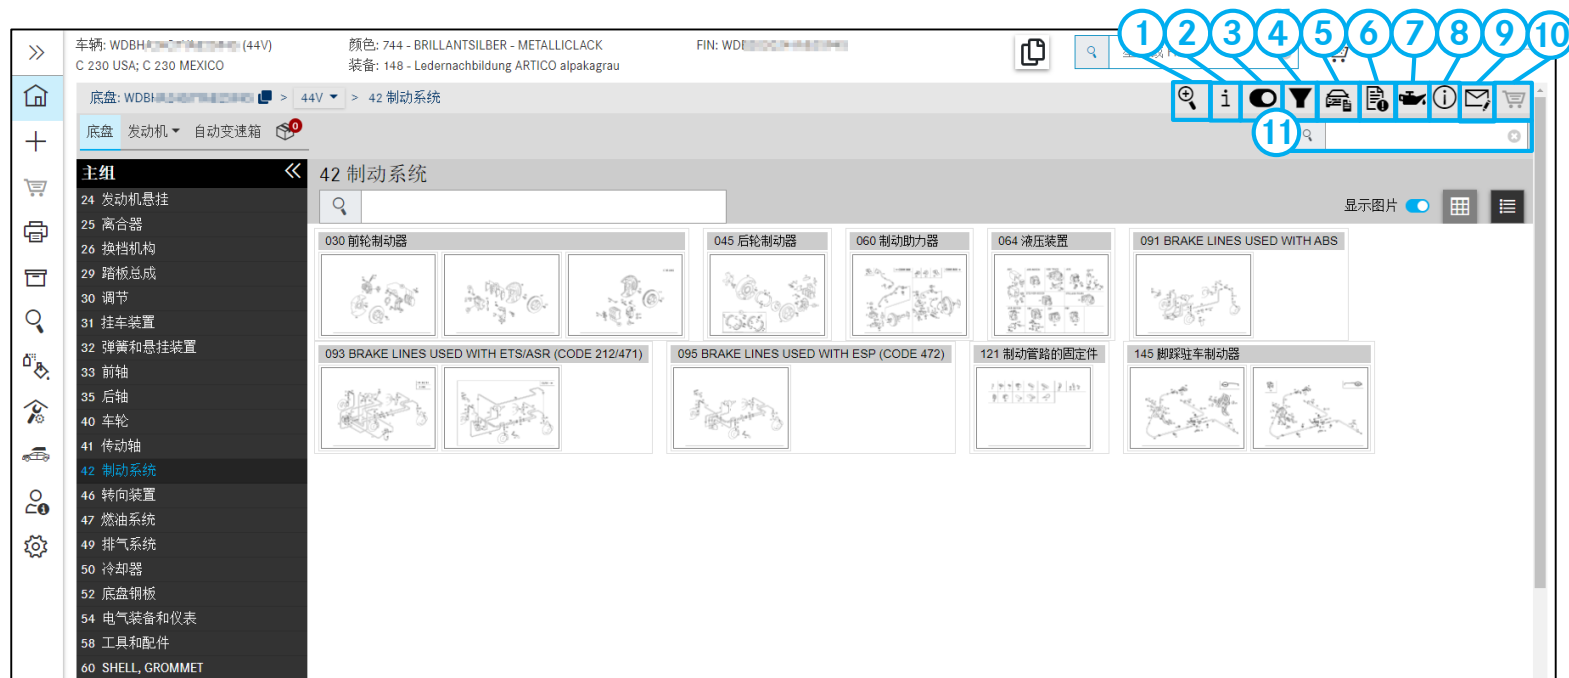 1 2 3 4 5 6 7 8 9 10
车辆: WDBH (44V)
C 230 USA; C 230 MEXICO
颜色: 744 - BRILLANTSILBER - METALLICLACK
装备: 148 - Ledernachbildung ARTICO alpakagrau
FIN:
底盘: > 44V > 42 制动系统
底盘 发动机 自动变速箱 0
11
主组
24 发动机悬挂
25 离合器
26 换档机构
29 踏板总成
30 调节
31 挂车装置
32 弹簧和悬挂装置
33 前轴
35 后轴
40 车轮
41 传动轴
42 制动系统
46 转向装置
47 燃油系统
49 排气系统
50 冷却器
52 底盘钢板
54 电气装备和仪表
58 工具和配件
60 SHELL, GROMMET
42 制动系统
显示图片
030 前轮制动器
045 后轮制动器
060 制动助力器
064 液压装置
091 BRAKE LINES USED WITH ABS
093 BRAKE LINES USED WITH ETS/ASR (CODE 212/471)
095 BRAKE LINES USED WITH ESP (CODE 472)
121 制动管路的固定件
145 脚踩驻车制动器